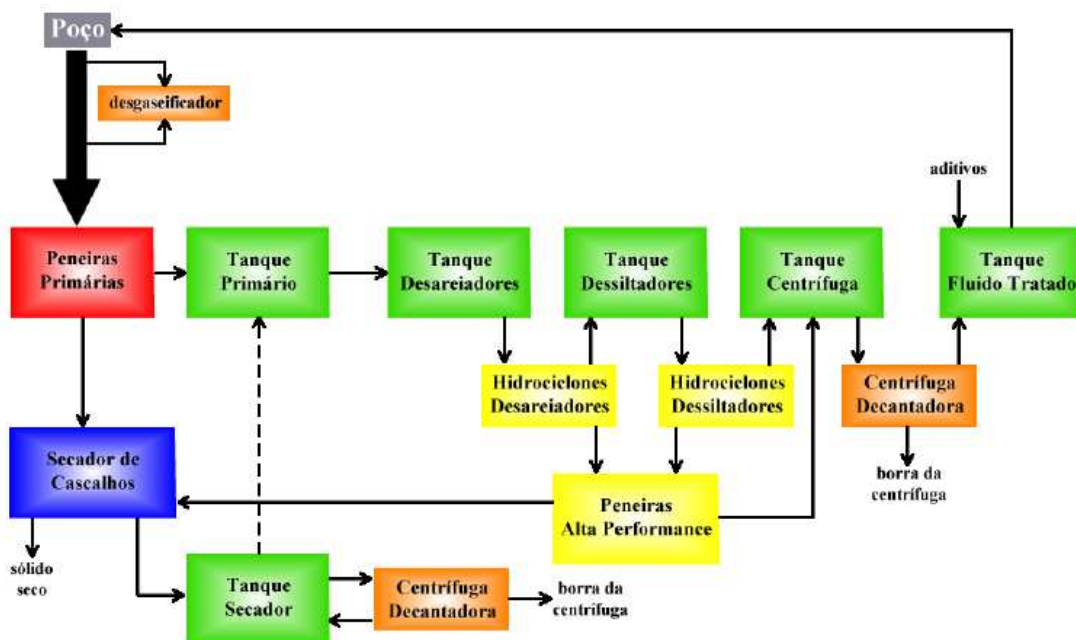 Poço
desgaseificador
aditivos
Peneiras
Primárias
Tanque
Primário
Tanque
Desareiadores
Tanque
Dessiltadores
Tanque
Centrífuga
Tanque
Fluido Tratado
Hidrociclones
Desareiadores
Hidrociclones
Dessiltadores
Centrífuga
Decantadora
Secador de
Cascalhos
Peneiras
Alta Performance
borra da
centrífuga
sólido
seco
Tanque
Secador
Centrífuga
Decantadora
borra da
centrífuga